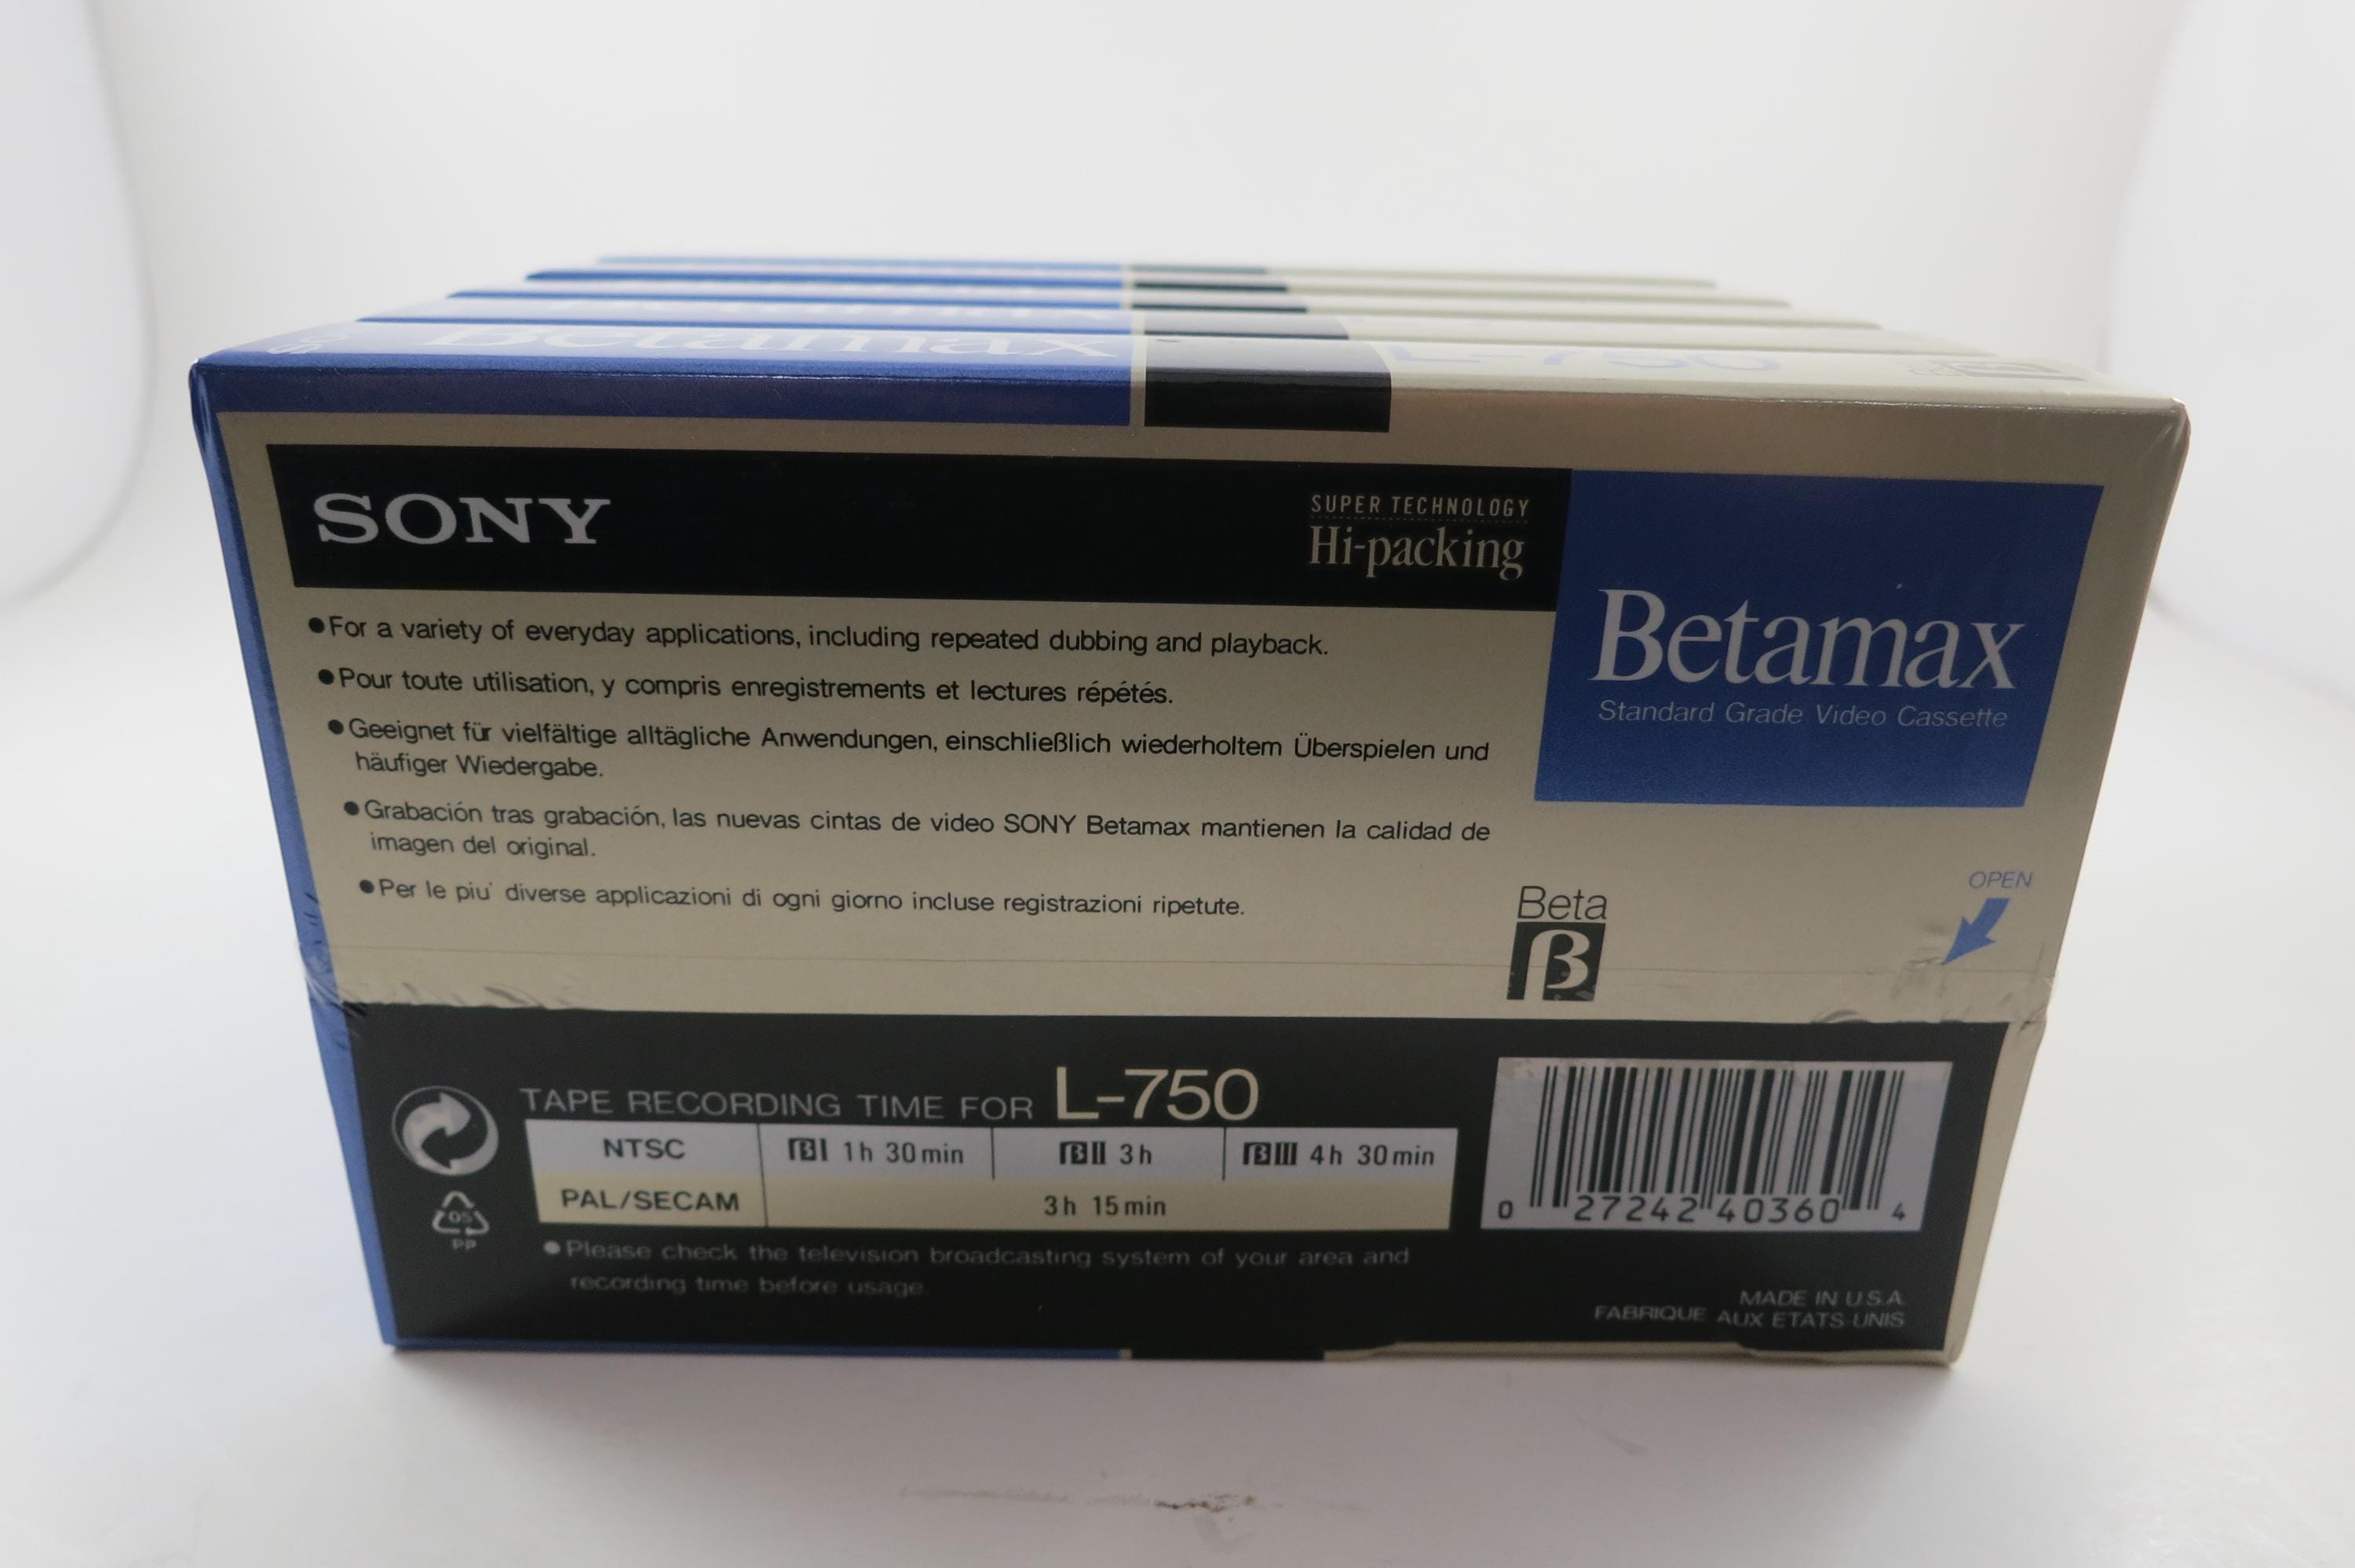 Betamax
L-750
SONY
SUPER TECHNOLOGY
Hi-packing
Betamax
Standard Grade Video Cassette
●For a variety of everyday applications, including repeated dubbing and playback.
●Pour toute utilisation, y compris enregistrements et lectures répétés.
●Geeignet für vielfältige alltägliche Anwendungen, einschließlich wiederholtem Überspielen und
häufiger Wiedergabe.
●Grabación tras grabación, las nuevas cintas de video SONY Betamax mantienen la calidad de
imagen del original.
●Per le piu' diverse applicazioni di ogni giorno incluse registrazioni ripetute.
Beta
β
OPEN
TAPE RECORDING TIME FOR L-750
NTSC βI 1h 30min βII 3h βIII 4h 30min
PAL/SECAM 3h 15min
●Please check the television broadcasting system of your area and
recording time before usage.
05
PP
0 27242 40360 4
MADE IN U.S.A.
FABRIQUE AUX ETATS-UNIS